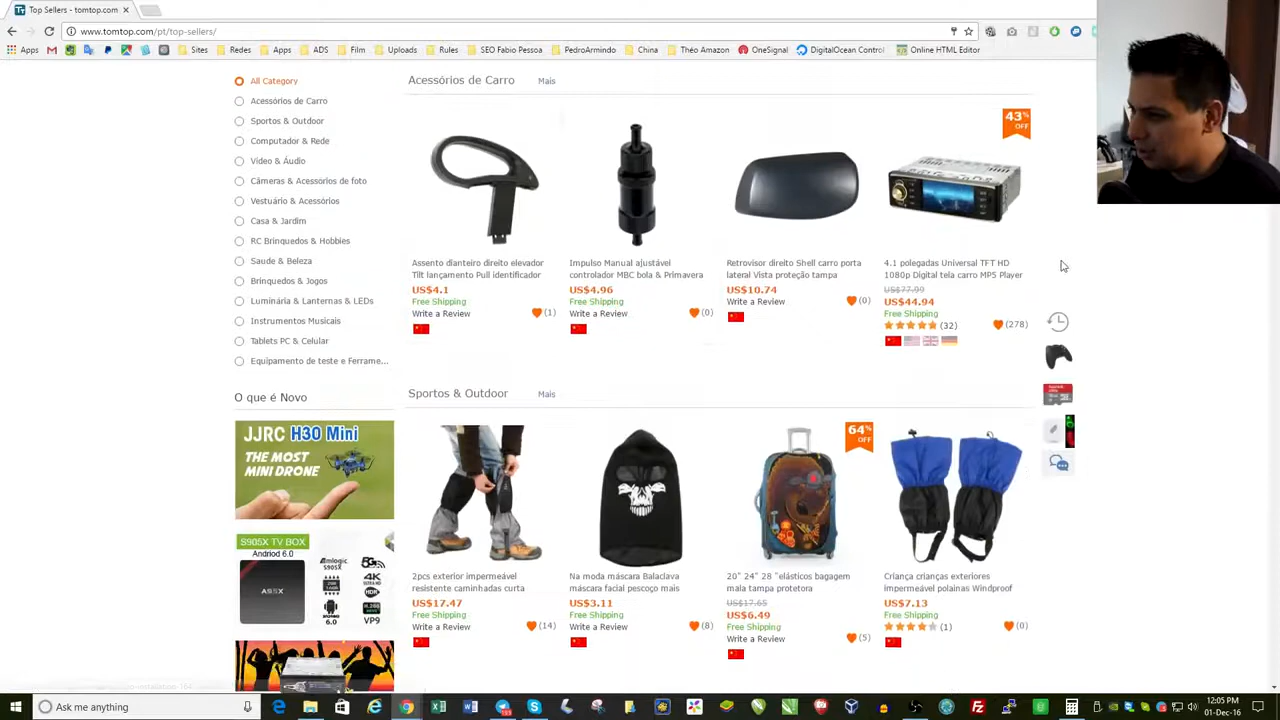 Top Sellers - tomtop.com
www.tomtop.com/pt/top-sellers/
Apps Sites Redes Apps ADS Film Uploads Rules SEO Fabio Pessoa PedroArmindo China Théo Amazon OneSignal DigitalOcean Control Online HTML Editor
All Category
Acessórios de Carro
Sportos & Outdoor
Computador & Rede
Vídeo & Áudio
Câmeras & Acessórios de foto
Vestuário & Acessórios
Casa & Jardim
RC Brinquedos & Hobbies
Saude & Beleza
Brinquedos & Jogos
Luminária & Lanternas & LEDs
Instrumentos Musicais
Tablets PC & Celular
Equipamento de teste e Ferrame...
O que é Novo
JJRC H30 Mini
THE MOST
MINI DRONE
S905X TV BOX
Andriod 6.0
Amlogic
S905X
5G
4K
HDR
6.0
VP9
A95X
Acessórios de Carro Mais
43%
OFF
Assento dianteiro direito elevador
Tilt lançamento Pull identificador
US$4.1
Free Shipping
Write a Review (1)
Impulso Manual ajustável
controlador MBC bola & Primavera
US$4.96
Free Shipping
Write a Review (0)
Retrovisor direito Shell carro porta
lateral Vista proteção tampa
US$10.74
Write a Review (0)
4.1 polegadas Universal TFT HD
1080p Digital tela carro MP5 Player
US$77.99
US$44.94
Free Shipping
(32) (278)
Sportos & Outdoor Mais
64%
OFF
2pcs exterior impermeável
resistente caminhadas curta
US$17.47
Free Shipping
Write a Review (14)
Na moda máscara Balaclava
máscara facial pescoço mais
US$3.11
Free Shipping
Write a Review (8)
20" 24" 28 "elásticos bagagem
mala tampa protetora
US$17.65
US$6.49
Free Shipping
Write a Review (5)
Criança crianças exteriores
impermeável polainas Windproof
US$7.13
Free Shipping
(1) (0)
Ask me anything
12:05 PM
01-Dec-16